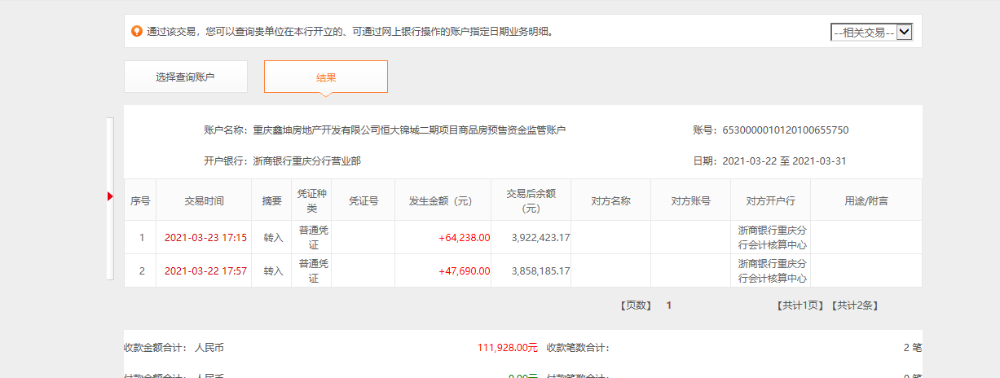 通过该交易，您可以查询贵单位在本行开立的、可通过网上银行操作的账户指定日期业务明细。
--相关交易--
选择查询账户 结果
账户名称：重庆鑫坤房地产开发有限公司恒大锦城二期项目商品房预售资金监管账户 账号：6530000010120100655750
开户银行：浙商银行重庆分行营业部 日期：2021-03-22 至 2021-03-31
序号 交易时间 摘要 凭证种类 凭证号 发生金额（元） 交易后余额（元） 对方名称 对方账号 对方开户行 用途/附言
1 2021-03-23 17:15 转入 普通凭证 +64,238.00 3,922,423.17 浙商银行重庆分行会计核算中心
2 2021-03-22 17:57 转入 普通凭证 +47,690.00 3,858,185.17 浙商银行重庆分行会计核算中心
【页数】 1 【共计1页】【共计2条】
收款金额合计： 人民币 111,928.00元 收款笔数合计： 2 笔
付款金额合计： 人民币 0.00元 付款笔数合计： 0 笔